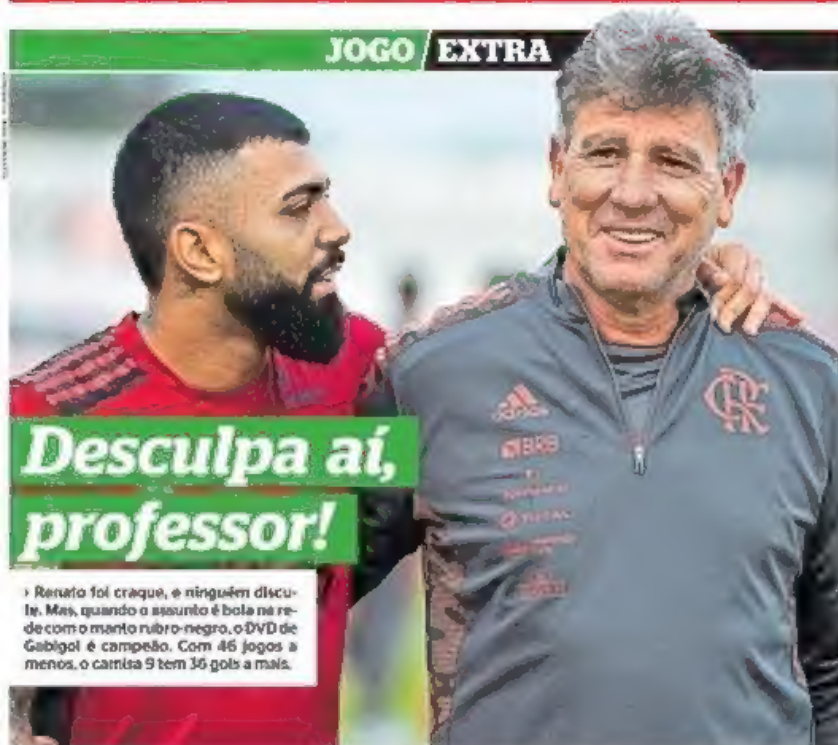 JOGO/EXTRA
Desculpa aí,
professor!
› Renato foi craque, e ninguém discu-
te. Mas, quando o assunto é bola na re-
de com o manto rubro-negro, o DVD de
Gabigol é campeão. Com 46 jogos a
menos, o camisa 9 tem 36 gols a mais.
adidas
BRB